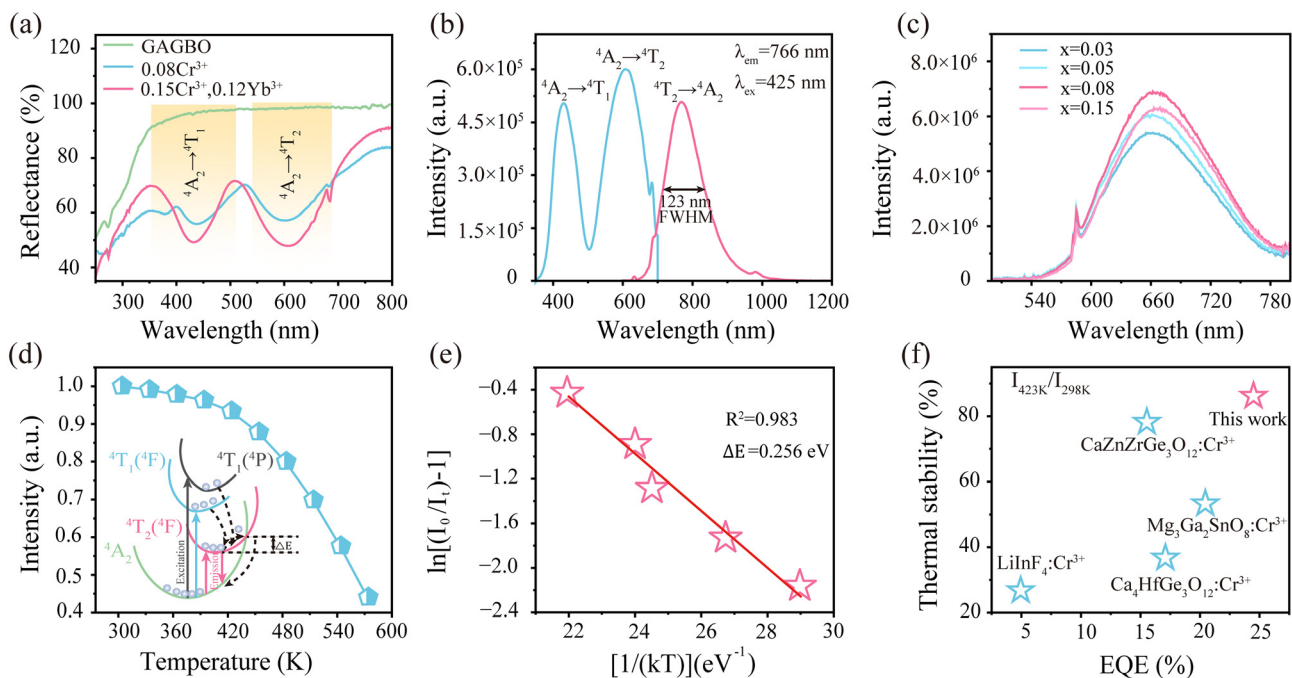 (a)
120
100
80
60
40
300 400 500 600 700 800
Reflectance (%)
Wavelength (nm)
GAGBO
0.08Cr³⁺
0.15Cr³⁺,0.12Yb³⁺
⁴A₂→⁴T₁
⁴A₂→⁴T₂
(b)
6.0×10⁵
4.5×10⁵
3.0×10⁵
1.5×10⁵
0
400 600 800 1000 1200
Intensity (a.u.)
Wavelength (nm)
⁴A₂→⁴T₂
⁴A₂→⁴T₁
⁴T₂→⁴A₂
λem=766 nm
λex=425 nm
123 nm
FWHM
(c)
8×10⁶
6×10⁶
4×10⁶
2×10⁶
0
540 600 660 720 780
Intensity (a.u.)
Wavelength (nm)
x=0.03
x=0.05
x=0.08
x=0.15
(d)
1.0
0.9
0.8
0.7
0.6
0.5
0.4
300 360 420 480 540 600
Intensity (a.u.)
Temperature (K)
⁴T₁(⁴F)
⁴T₁(⁴P)
⁴T₂(⁴F)
⁴A₂
Excitation
Emission
ΔE
(e)
−0.4
−0.8
−1.2
−1.6
−2.0
−2.4
22 24 26 28 30
ln[(I₀/Iₜ)-1]
[1/(kT)](eV⁻¹)
R²=0.983
ΔE=0.256 eV
(f)
80
60
40
20
5 10 15 20 25
Thermal stability (%)
EQE (%)
I₄₂₃K/I₂₉₈K
This work
CaZnZrGe₃O₁₂:Cr³⁺
Mg₃Ga₂SnO₈:Cr³⁺
LiInF₄:Cr³⁺
Ca₄HfGe₃O₁₂:Cr³⁺